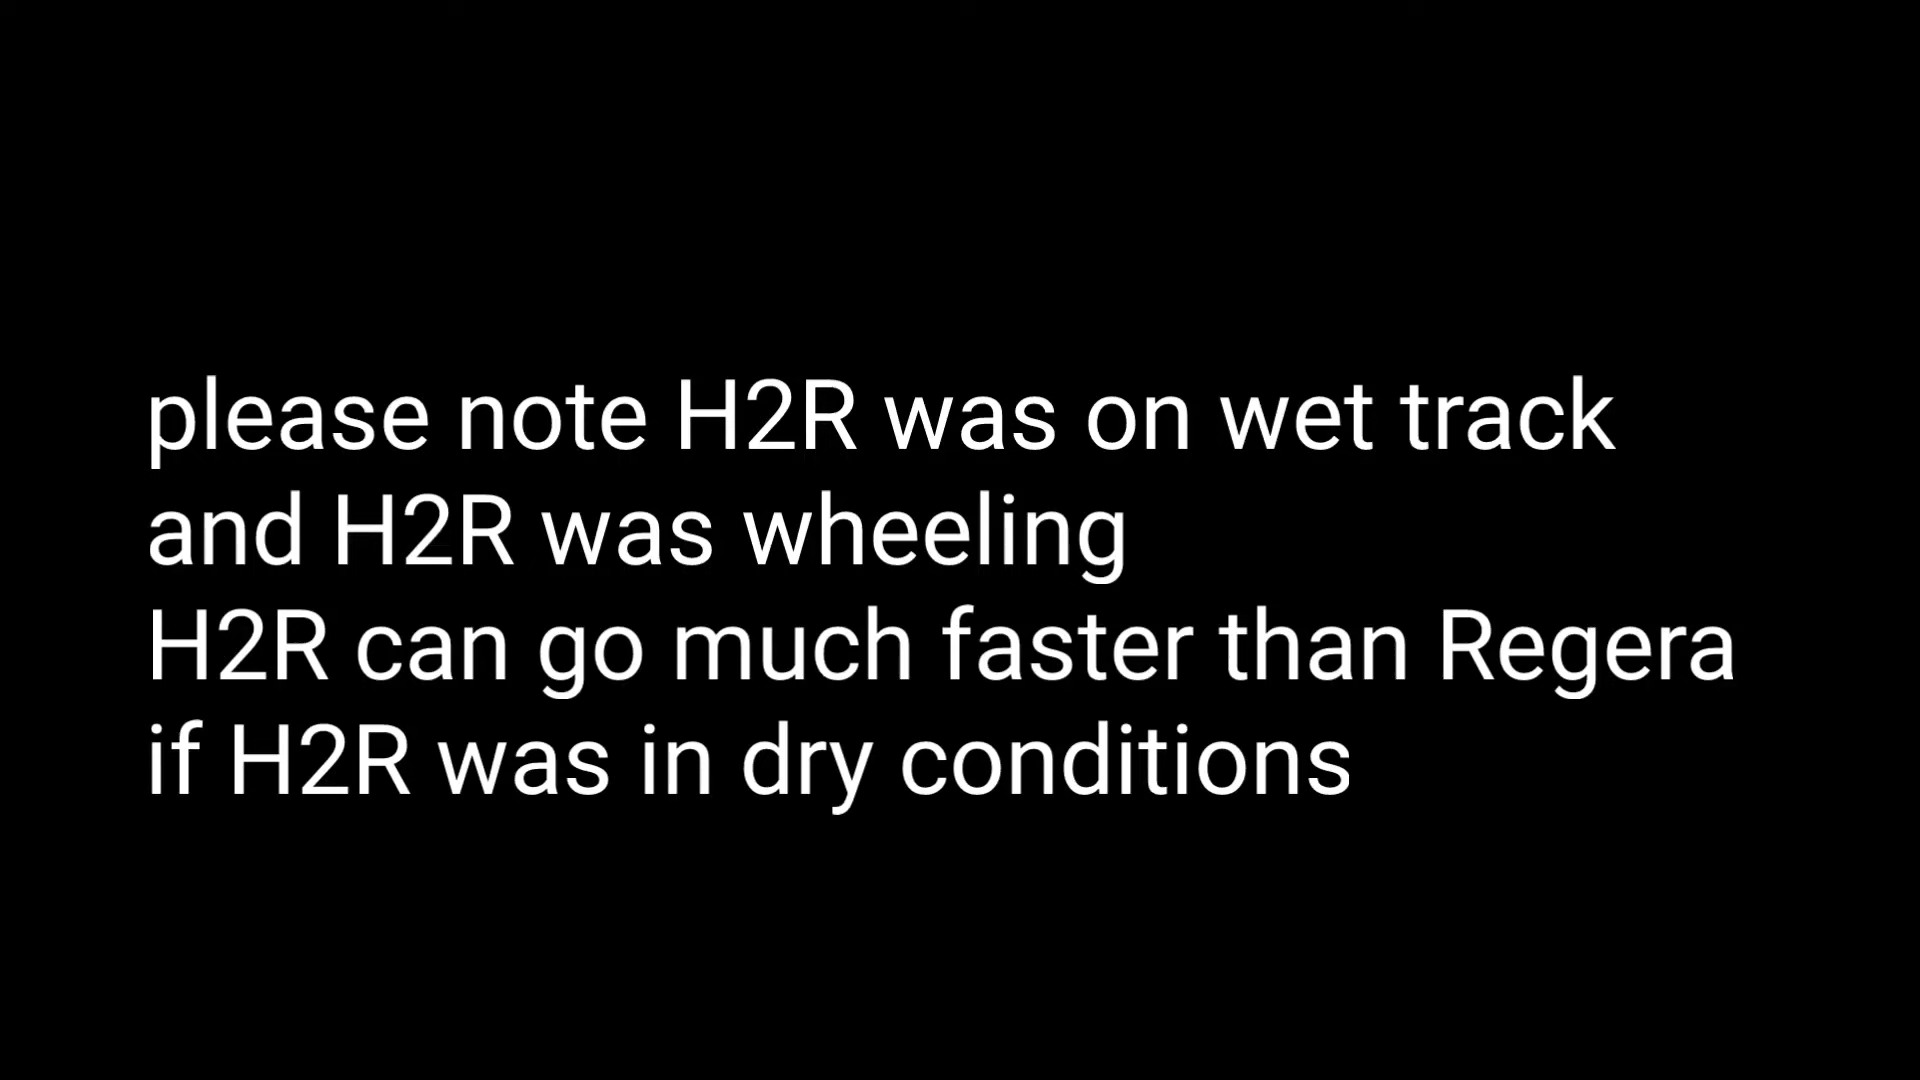 please note H2R was on wet track
and H2R was wheeling
H2R can go much faster than Regera
if H2R was in dry conditions